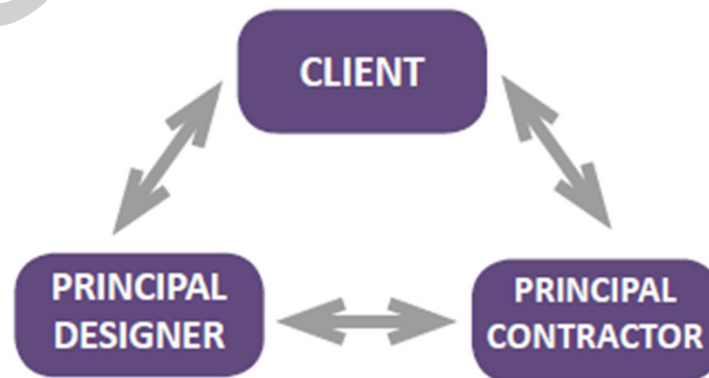 CLIENT
PRINCIPAL
DESIGNER
PRINCIPAL
CONTRACTOR